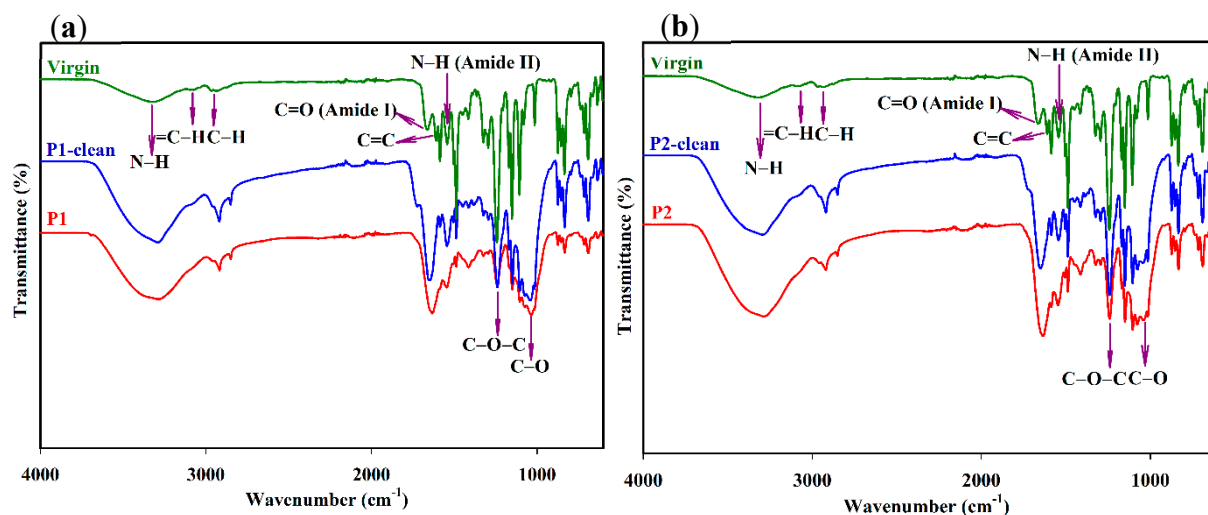 (a)
Virgin
N–H (Amide II)
C=O (Amide I)
=C–H
C–H
C=C
N–H
P1-clean
P1
C–O–C
C–O
Transmittance (%)
4000 3000 2000 1000
Wavenumber (cm⁻¹)
(b)
Virgin
N–H (Amide II)
C=O (Amide I)
=C–H
C–H
C=C
N–H
P2-clean
P2
C–O–C
C–O
Transmittance (%)
4000 3000 2000 1000
Wavenumber (cm⁻¹)